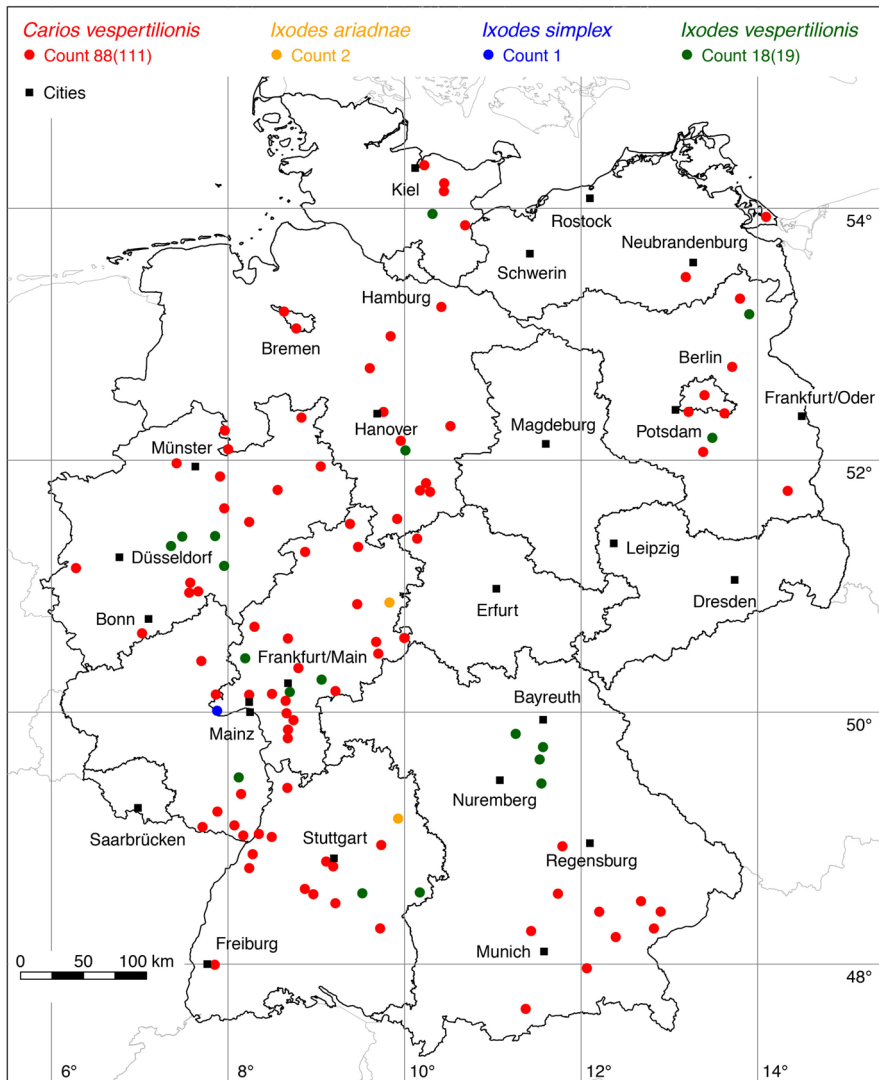 Carios vespertilionis Ixodes ariadnae Ixodes simplex Ixodes vespertilionis
Count 88(111) Count 2 Count 1 Count 18(19)
Cities
Kiel
54°
Rostock
Neubrandenburg
Schwerin
Hamburg
Bremen
Berlin
Frankfurt/Oder
Hanover
Magdeburg
Potsdam
Münster
52°
Düsseldorf
Leipzig
Erfurt
Dresden
Bonn
Frankfurt/Main
Bayreuth
50°
Mainz
Nuremberg
Saarbrücken
Stuttgart
Regensburg
Freiburg
Munich
0 50 100 km
48°
6° 8° 10° 12° 14°